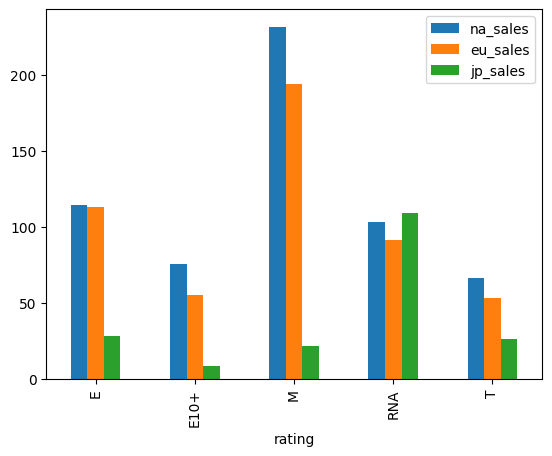 na_sales
eu_sales
jp_sales
200
150
100
50
0
E
E10+
M
RNA
T
rating